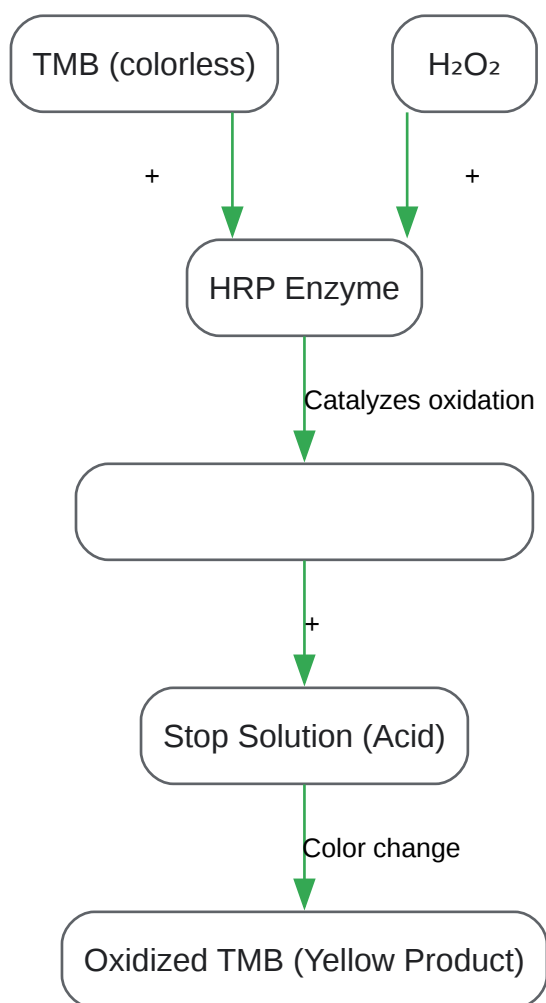 TMB (colorless)
H₂O₂
+
+
HRP Enzyme
Catalyzes oxidation
+
Stop Solution (Acid)
Color change
Oxidized TMB (Yellow Product)